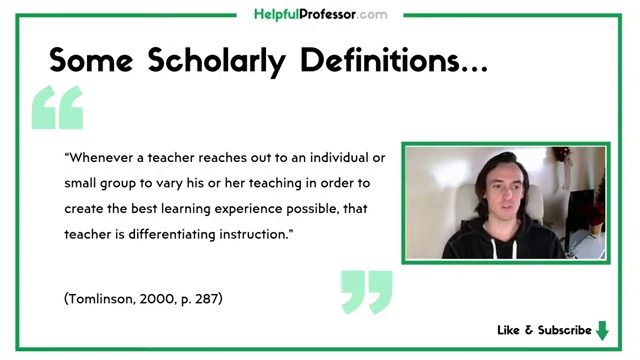 HelpfulProfessor.com
Some Scholarly Definitions...
“Whenever a teacher reaches out to an individual or
small group to vary his or her teaching in order to
create the best learning experience possible, that
teacher is differentiating instruction.”
(Tomlinson, 2000, p. 287)
Like & Subscribe